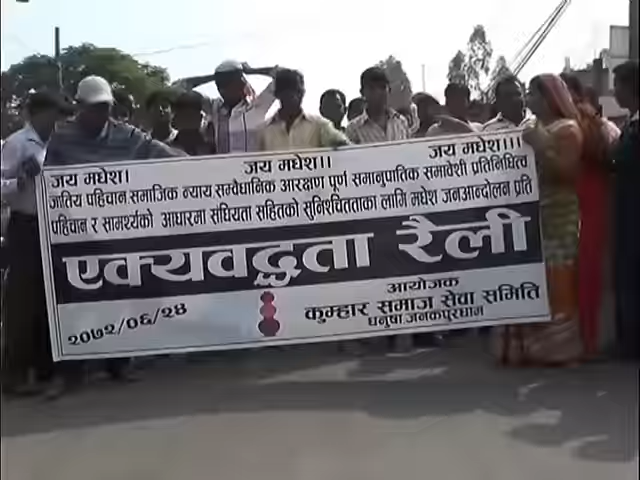 जय मधेश। जय मधेश।। जय मधेश।।।
जातिय पहिचान समाजिक न्याय सम्वैधानिक आरक्षण पूर्ण समानुपातिक समावेशी प्रतिनिधित्व
पहिचान र सामर्थ्यको आधारमा संघियता सहितको सुनिश्चितताका लागि मधेश जनआन्दोलन प्रति
एक्यवद्धता रैली
२०७२/०६/२४
आयोजक
कुम्हार समाज सेवा समिति
धनुषा, जनकपुरधाम